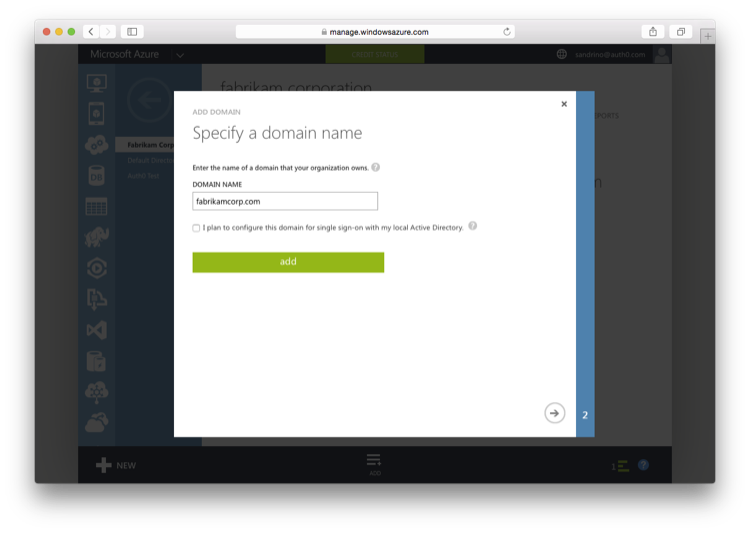 manage.windowsazure.com
Microsoft Azure
CREDIT STATUS
sandrino@auth0.com
fabrikam corporation
ADD DOMAIN
Specify a domain name
Fabrikam Corp
Default Directo
Auth0 Test
Enter the name of a domain that your organization owns. ?
DOMAIN NAME
fabrikamcorp.com
I plan to configure this domain for single sign-on with my local Active Directory. ?
add
DB
2
NEW
ADD
1
?